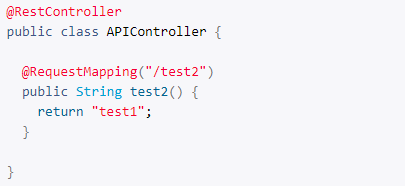 @RestController
public class APIController {
@RequestMapping("/test2")
public String test2() {
return "test1";
}
}